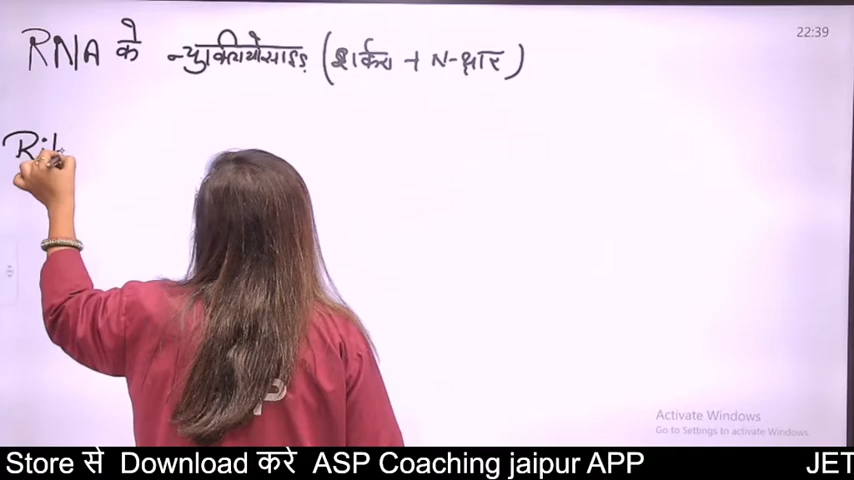 RNA के न्युक्लियोसाइड (शर्करा + N-क्षार)
Rib
22:39
P
Activate Windows
Go to Settings to activate Windows.
Store से Download करे ASP Coaching jaipur APP JET